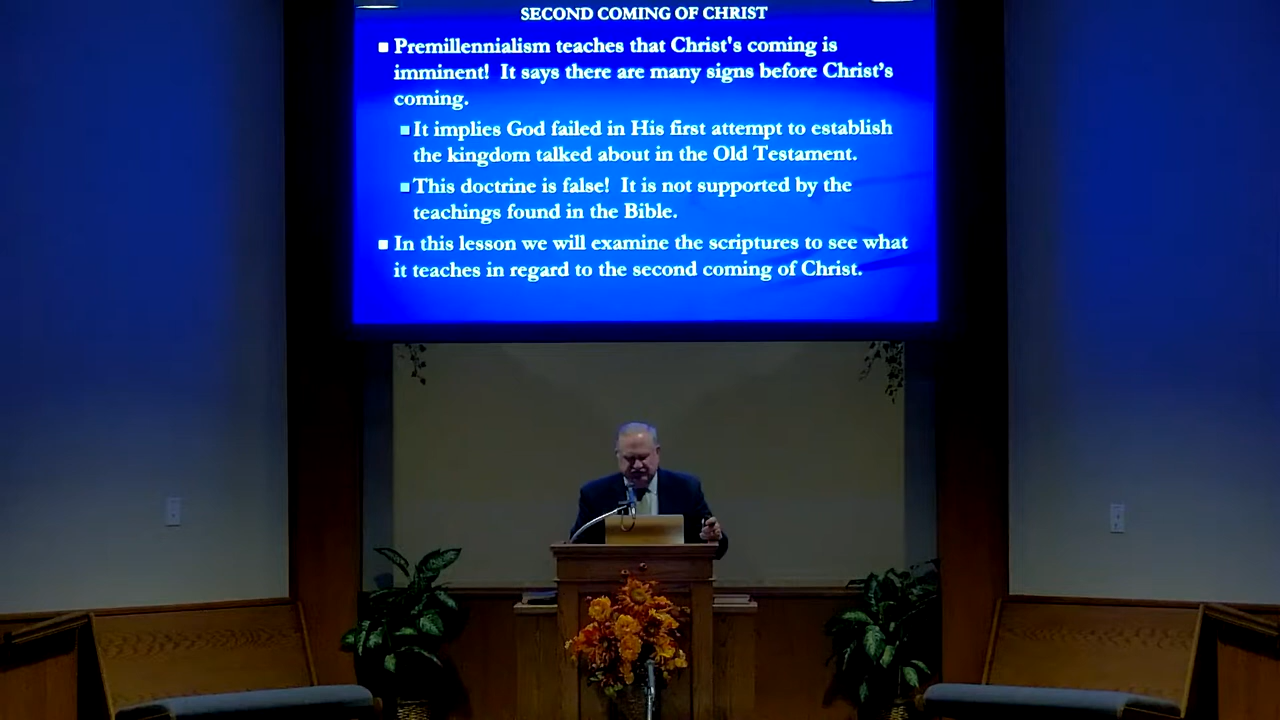 SECOND COMING OF CHRIST
Premillennialism teaches that Christ's coming is
imminent! It says there are many signs before Christ's
coming.
It implies God failed in His first attempt to establish
the kingdom talked about in the Old Testament.
This doctrine is false! It is not supported by the
teachings found in the Bible.
In this lesson we will examine the scriptures to see what
it teaches in regard to the second coming of Christ.